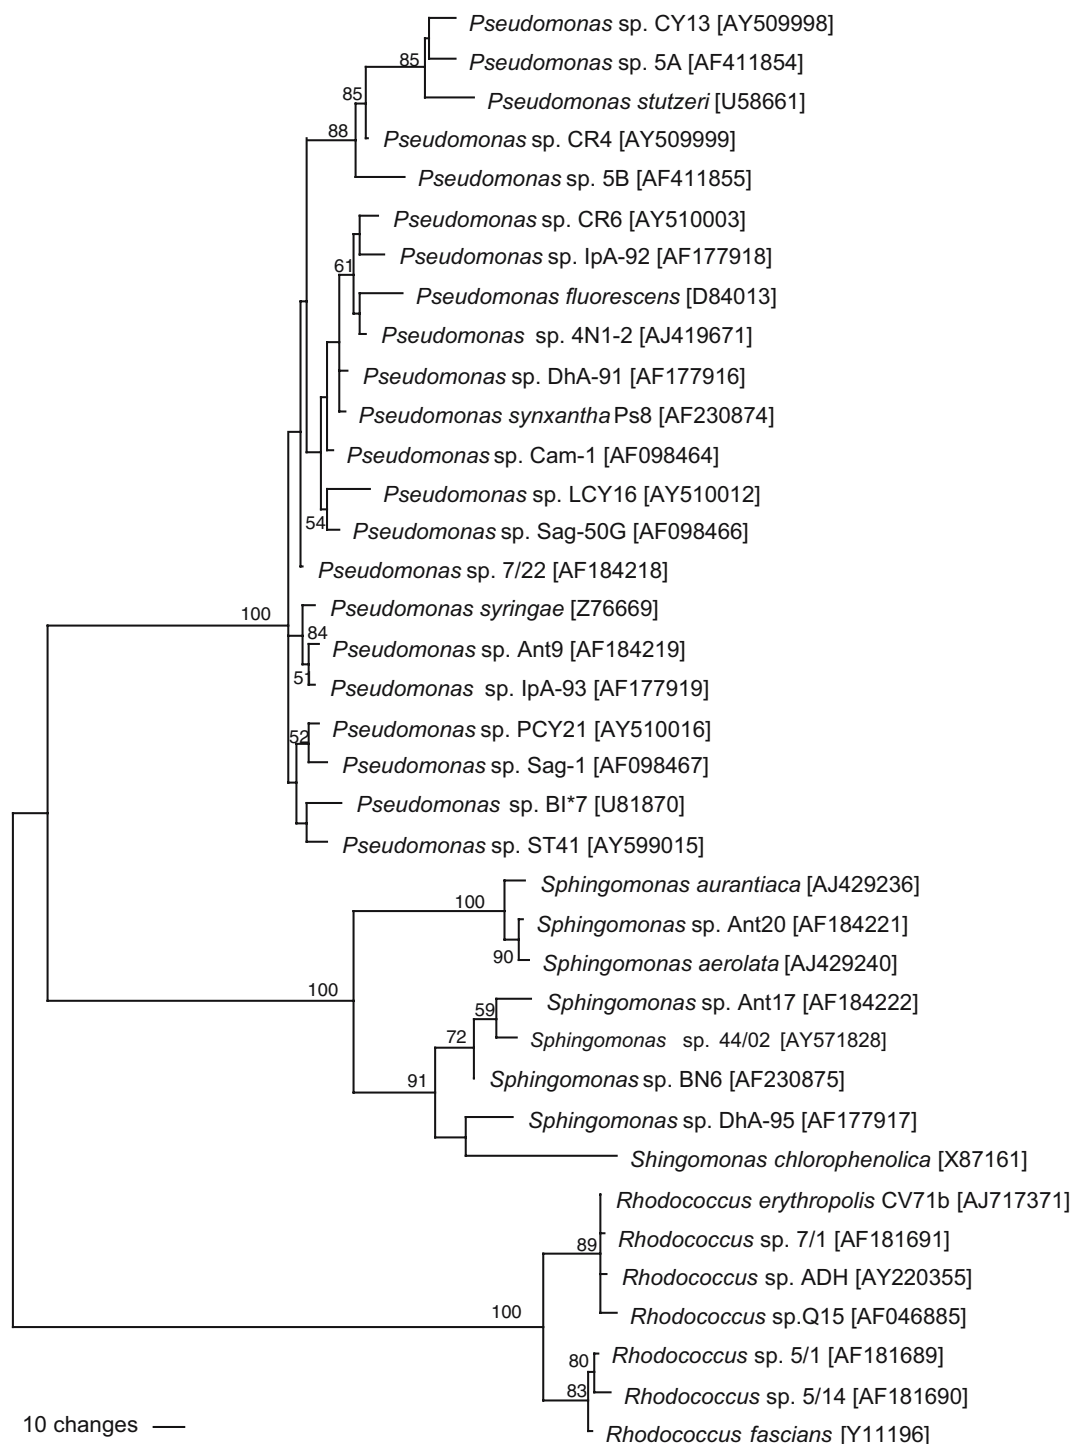 Pseudomonas sp. CY13 [AY509998]
85
Pseudomonas sp. 5A [AF411854]
85
Pseudomonas stutzeri [U58661]
88
Pseudomonas sp. CR4 [AY509999]
Pseudomonas sp. 5B [AF411855]
Pseudomonas sp. CR6 [AY510003]
Pseudomonas sp. IpA-92 [AF177918]
61
Pseudomonas fluorescens [D84013]
Pseudomonas sp. 4N1-2 [AJ419671]
Pseudomonas sp. DhA-91 [AF177916]
Pseudomonas synxantha Ps8 [AF230874]
Pseudomonas sp. Cam-1 [AF098464]
Pseudomonas sp. LCY16 [AY510012]
54
Pseudomonas sp. Sag-50G [AF098466]
Pseudomonas sp. 7/22 [AF184218]
100
Pseudomonas syringae [Z76669]
84
Pseudomonas sp. Ant9 [AF184219]
51
Pseudomonas sp. IpA-93 [AF177919]
52
Pseudomonas sp. PCY21 [AY510016]
Pseudomonas sp. Sag-1 [AF098467]
Pseudomonas sp. BI*7 [U81870]
Pseudomonas sp. ST41 [AY599015]
Sphingomonas aurantiaca [AJ429236]
100
Sphingomonas sp. Ant20 [AF184221]
90
Sphingomonas aerolata [AJ429240]
100
Sphingomonas sp. Ant17 [AF184222]
59
72
Sphingomonas sp. 44/02 [AY571828]
91
Sphingomonas sp. BN6 [AF230875]
Sphingomonas sp. DhA-95 [AF177917]
Shingomonas chlorophenolica [X87161]
Rhodococcus erythropolis CV71b [AJ717371]
89
Rhodococcus sp. 7/1 [AF181691]
Rhodococcus sp. ADH [AY220355]
100
Rhodococcus sp.Q15 [AF046885]
80
Rhodococcus sp. 5/1 [AF181689]
83
Rhodococcus sp. 5/14 [AF181690]
10 changes
Rhodococcus fascians [Y11196]